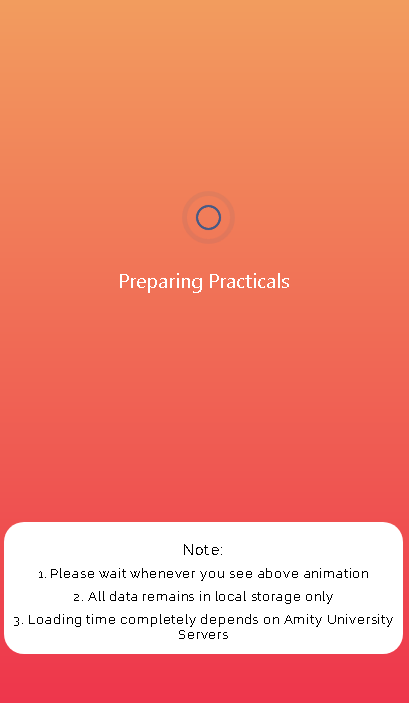 Preparing Practicals
Note:
1. Please wait whenever you see above animation
2. All data remains in local storage only
3. Loading time completely depends on Amity University
Servers